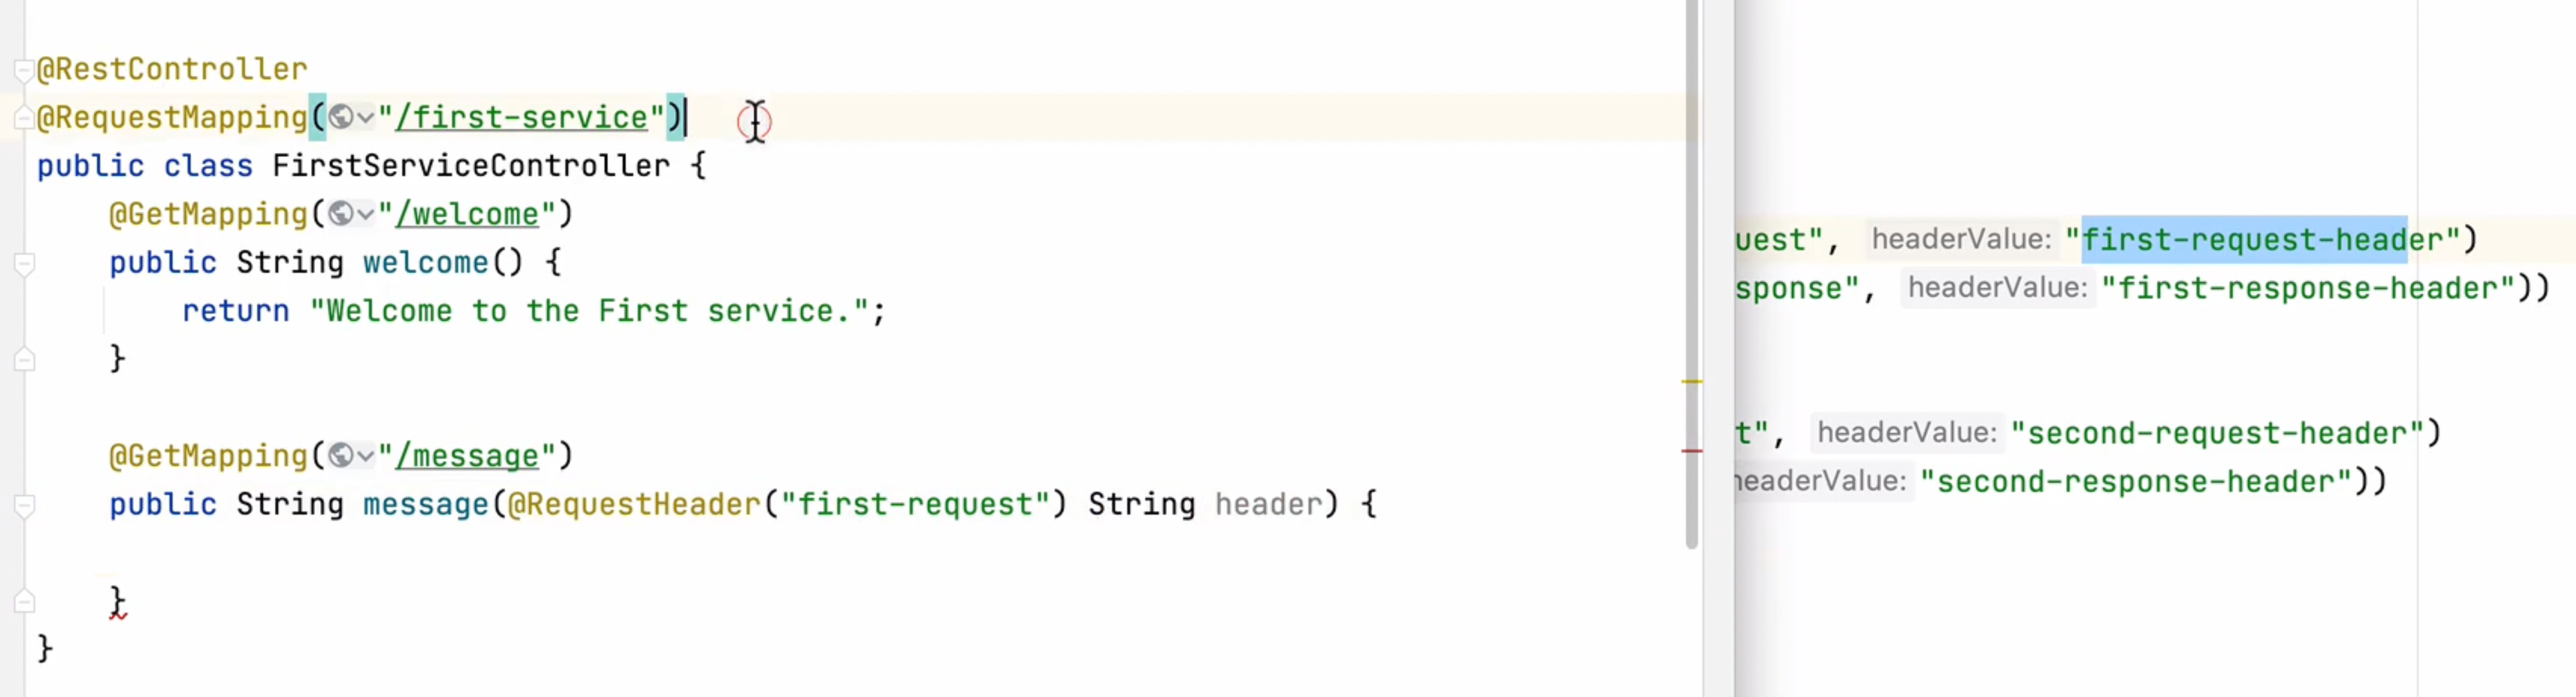 @RestController
@RequestMapping("/first-service")
public class FirstServiceController {
@GetMapping("/welcome")
public String welcome() {
return "Welcome to the First service.";
}
@GetMapping("/message")
public String message(@RequestHeader("first-request") String header) {
}
}
uest", headerValue: "first-request-header")
sponse", headerValue: "first-response-header"))
t", headerValue: "second-request-header")
headerValue: "second-response-header"))